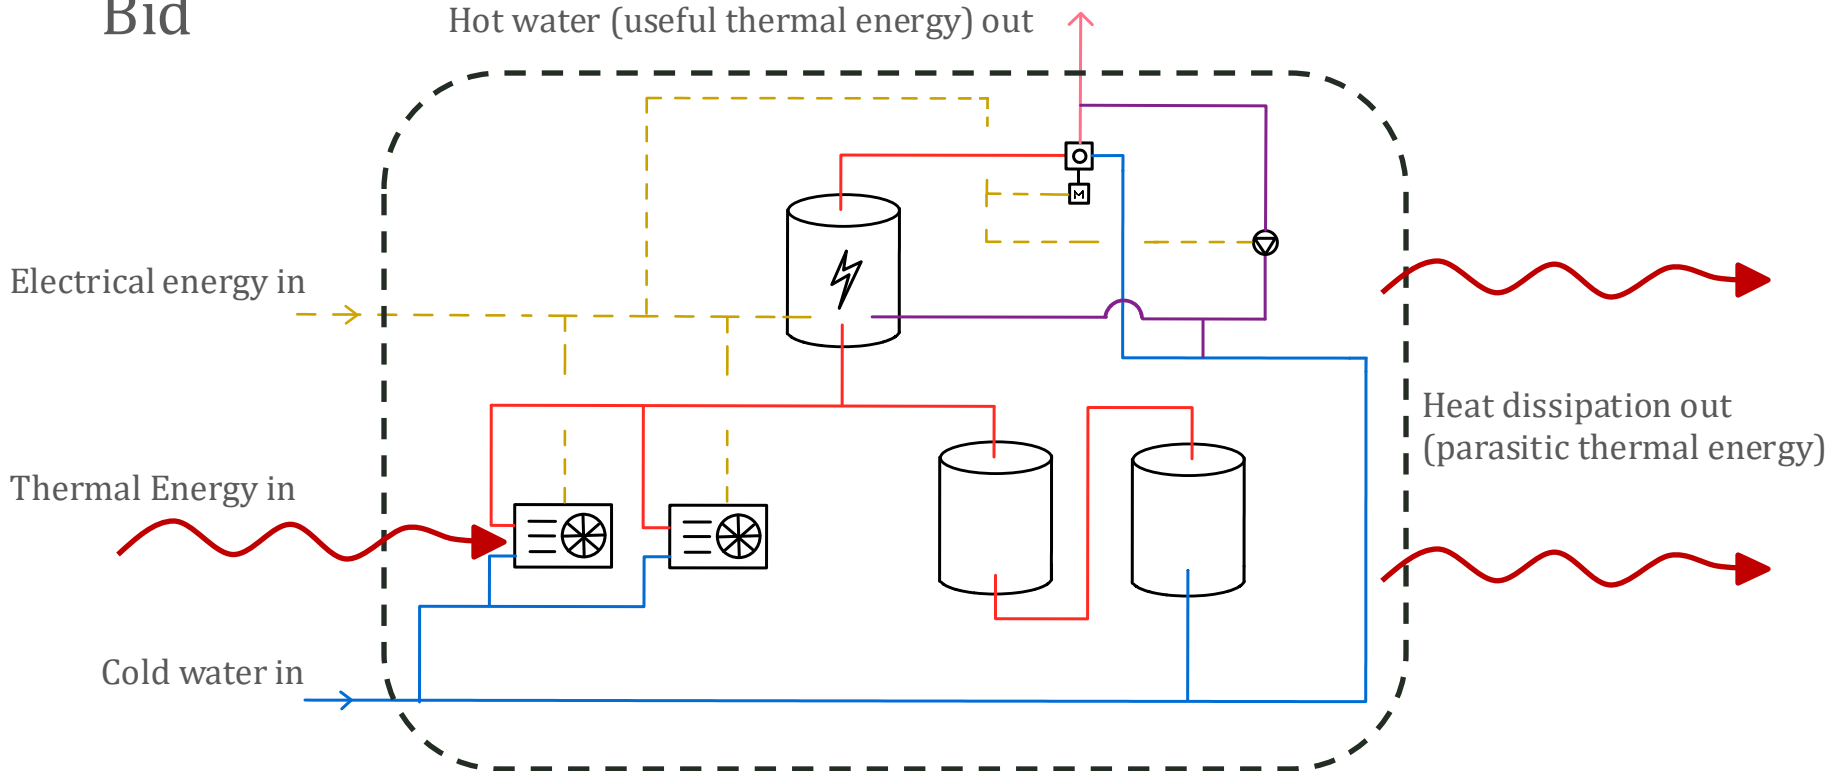 Bid
Hot water (useful thermal energy) out
M
Electrical energy in
Heat dissipation out
(parasitic thermal energy)
Thermal Energy in
Cold water in